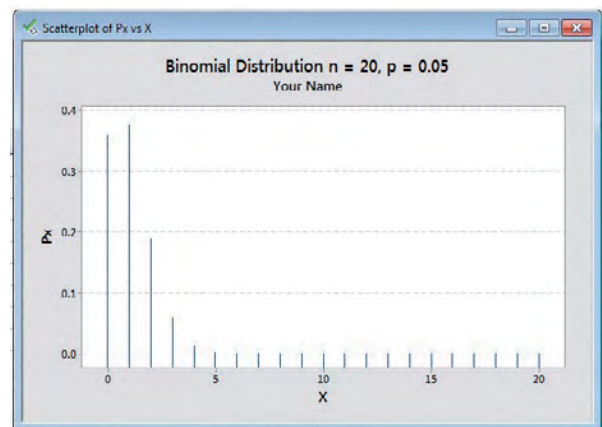 Scatterplot of Px vs X
Binomial Distribution n = 20, p = 0.05
Your Name
0.4
0.3
0.2
0.1
0.0
Px
0 5 10 15 20
X